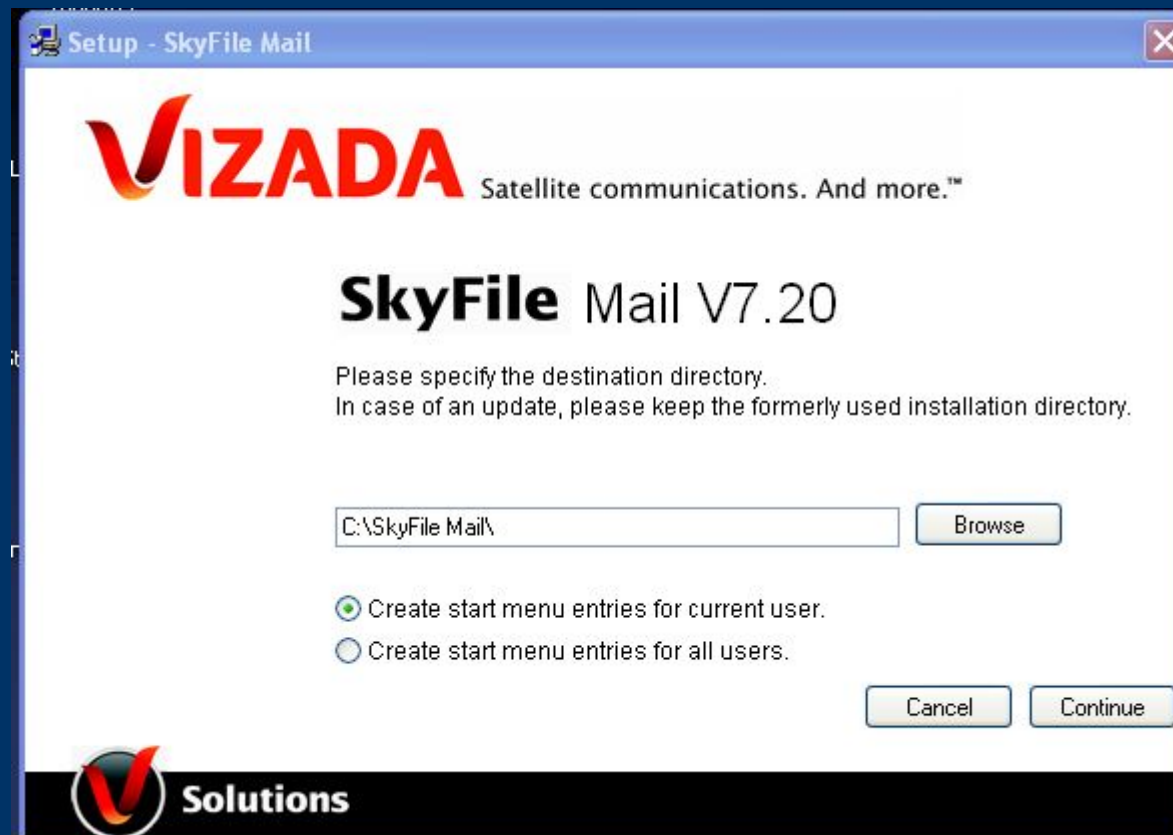 Setup - SkyFile Mail
VIZADA Satellite communications. And more.™
SkyFile Mail V7.20
Please specify the destination directory.
In case of an update, please keep the formerly used installation directory.
C:\SkyFile Mail\
Browse
Create start menu entries for current user.
Create start menu entries for all users.
Cancel
Continue
Solutions